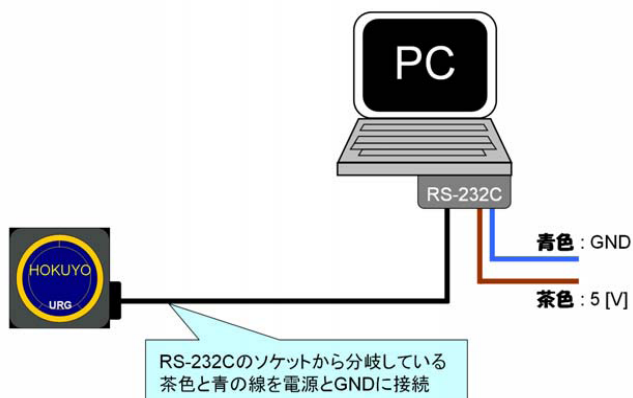 PC
RS-232C
青色 : GND
茶色 : 5 [V]
HOKUYO
URG
RS-232Cのソケットから分岐している
茶色と青の線を電源とGNDに接続